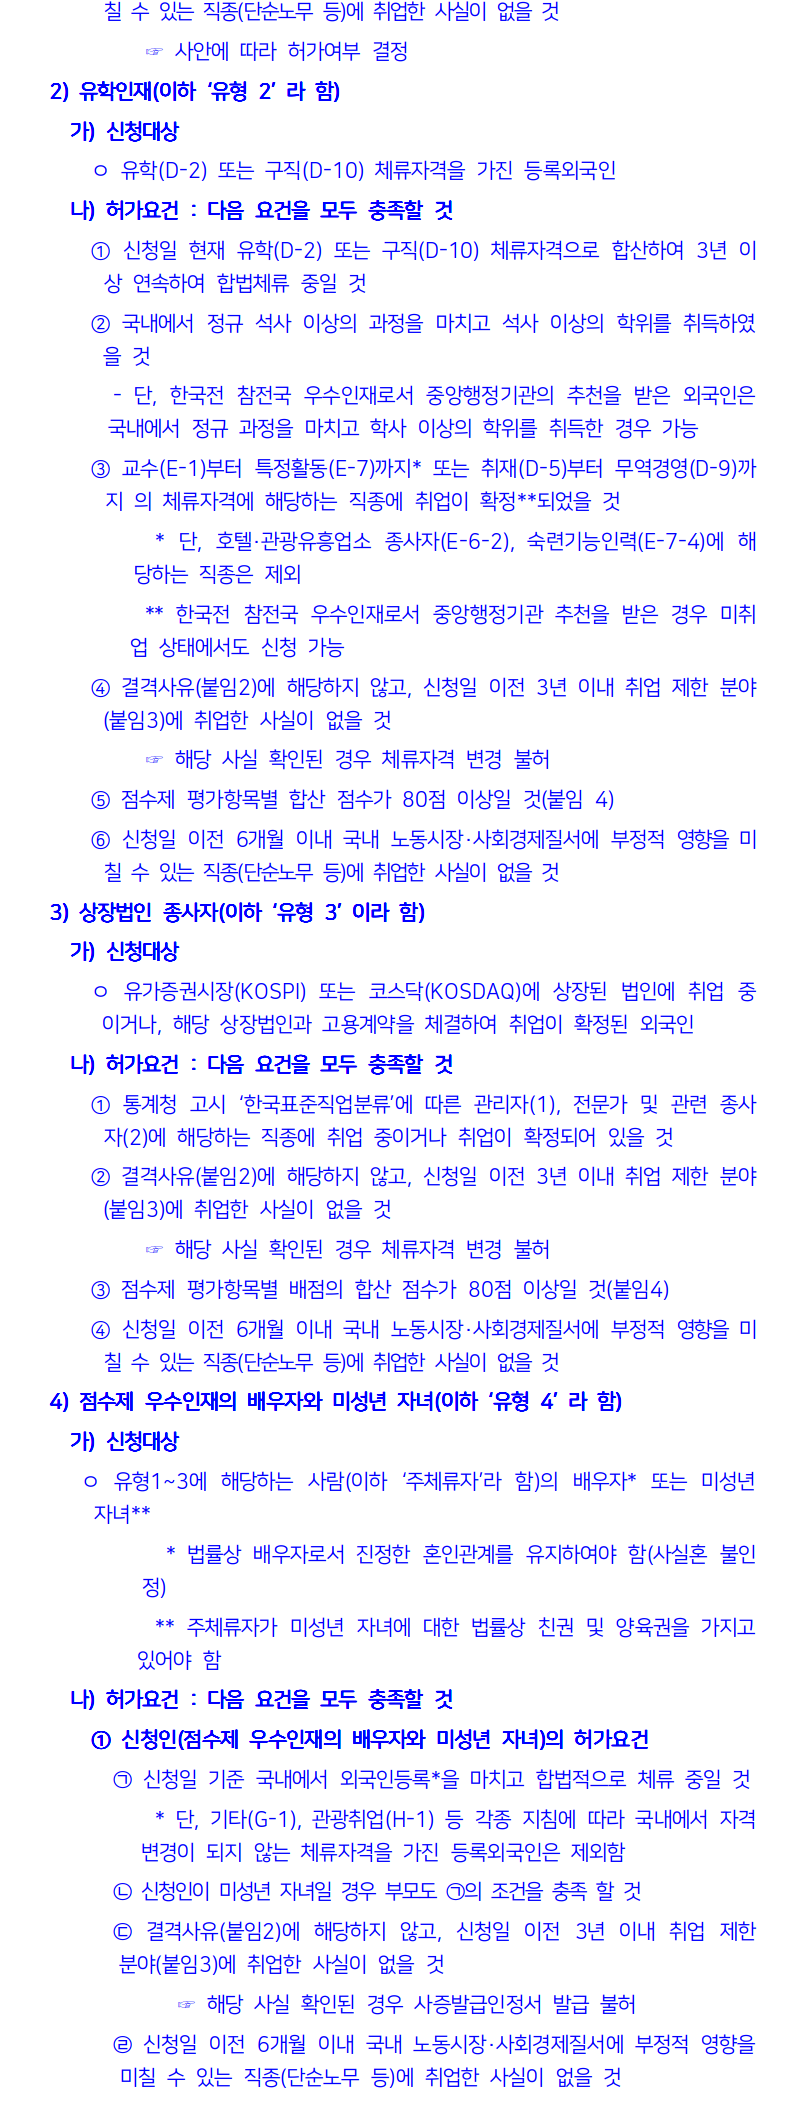 칠 수 있는 직종(단순노무 등)에 취업한 사실이 없을 것
☞ 사안에 따라 허가여부 결정
2) 유학인재(이하 ‘유형 2’ 라 함)
가) 신청대상
ㅇ 유학(D-2) 또는 구직(D-10) 체류자격을 가진 등록외국인
나) 허가요건 : 다음 요건을 모두 충족할 것
① 신청일 현재 유학(D-2) 또는 구직(D-10) 체류자격으로 합산하여 3년 이
상 연속하여 합법체류 중일 것
② 국내에서 정규 석사 이상의 과정을 마치고 석사 이상의 학위를 취득하였
을 것
- 단, 한국전 참전국 우수인재로서 중앙행정기관의 추천을 받은 외국인은
국내에서 정규 과정을 마치고 학사 이상의 학위를 취득한 경우 가능
③ 교수(E-1)부터 특정활동(E-7)까지* 또는 취재(D-5)부터 무역경영(D-9)까
지 의 체류자격에 해당하는 직종에 취업이 확정**되었을 것
* 단, 호텔·관광유흥업소 종사자(E-6-2), 숙련기능인력(E-7-4)에 해
당하는 직종은 제외
** 한국전 참전국 우수인재로서 중앙행정기관 추천을 받은 경우 미취
업 상태에서도 신청 가능
④ 결격사유(붙임2)에 해당하지 않고, 신청일 이전 3년 이내 취업 제한 분야
(붙임3)에 취업한 사실이 없을 것
☞ 해당 사실 확인된 경우 체류자격 변경 불허
⑤ 점수제 평가항목별 합산 점수가 80점 이상일 것(붙임 4)
⑥ 신청일 이전 6개월 이내 국내 노동시장·사회경제질서에 부정적 영향을 미
칠 수 있는 직종(단순노무 등)에 취업한 사실이 없을 것
3) 상장법인 종사자(이하 ‘유형 3’ 이라 함)
가) 신청대상
ㅇ 유가증권시장(KOSPI) 또는 코스닥(KOSDAQ)에 상장된 법인에 취업 중
이거나, 해당 상장법인과 고용계약을 체결하여 취업이 확정된 외국인
나) 허가요건 : 다음 요건을 모두 충족할 것
① 통계청 고시 ‘한국표준직업분류’에 따른 관리자(1), 전문가 및 관련 종사
자(2)에 해당하는 직종에 취업 중이거나 취업이 확정되어 있을 것
② 결격사유(붙임2)에 해당하지 않고, 신청일 이전 3년 이내 취업 제한 분야
(붙임3)에 취업한 사실이 없을 것
☞ 해당 사실 확인된 경우 체류자격 변경 불허
③ 점수제 평가항목별 배점의 합산 점수가 80점 이상일 것(붙임4)
④ 신청일 이전 6개월 이내 국내 노동시장·사회경제질서에 부정적 영향을 미
칠 수 있는 직종(단순노무 등)에 취업한 사실이 없을 것
4) 점수제 우수인재의 배우자와 미성년 자녀(이하 ‘유형 4’ 라 함)
가) 신청대상
ㅇ 유형1~3에 해당하는 사람(이하 ‘주체류자’라 함)의 배우자* 또는 미성년
자녀**
* 법률상 배우자로서 진정한 혼인관계를 유지하여야 함(사실혼 불인
정)
** 주체류자가 미성년 자녀에 대한 법률상 친권 및 양육권을 가지고
있어야 함
나) 허가요건 : 다음 요건을 모두 충족할 것
① 신청인(점수제 우수인재의 배우자와 미성년 자녀)의 허가요건
㉠ 신청일 기준 국내에서 외국인등록*을 마치고 합법적으로 체류 중일 것
* 단, 기타(G-1), 관광취업(H-1) 등 각종 지침에 따라 국내에서 자격
변경이 되지 않는 체류자격을 가진 등록외국인은 제외함
㉡ 신청인이 미성년 자녀일 경우 부모도 ㉠의 조건을 충족 할 것
㉢ 결격사유(붙임2)에 해당하지 않고, 신청일 이전 3년 이내 취업 제한
분야(붙임3)에 취업한 사실이 없을 것
☞ 해당 사실 확인된 경우 사증발급인정서 발급 불허
㉣ 신청일 이전 6개월 이내 국내 노동시장·사회경제질서에 부정적 영향을
미칠 수 있는 직종(단순노무 등)에 취업한 사실이 없을 것